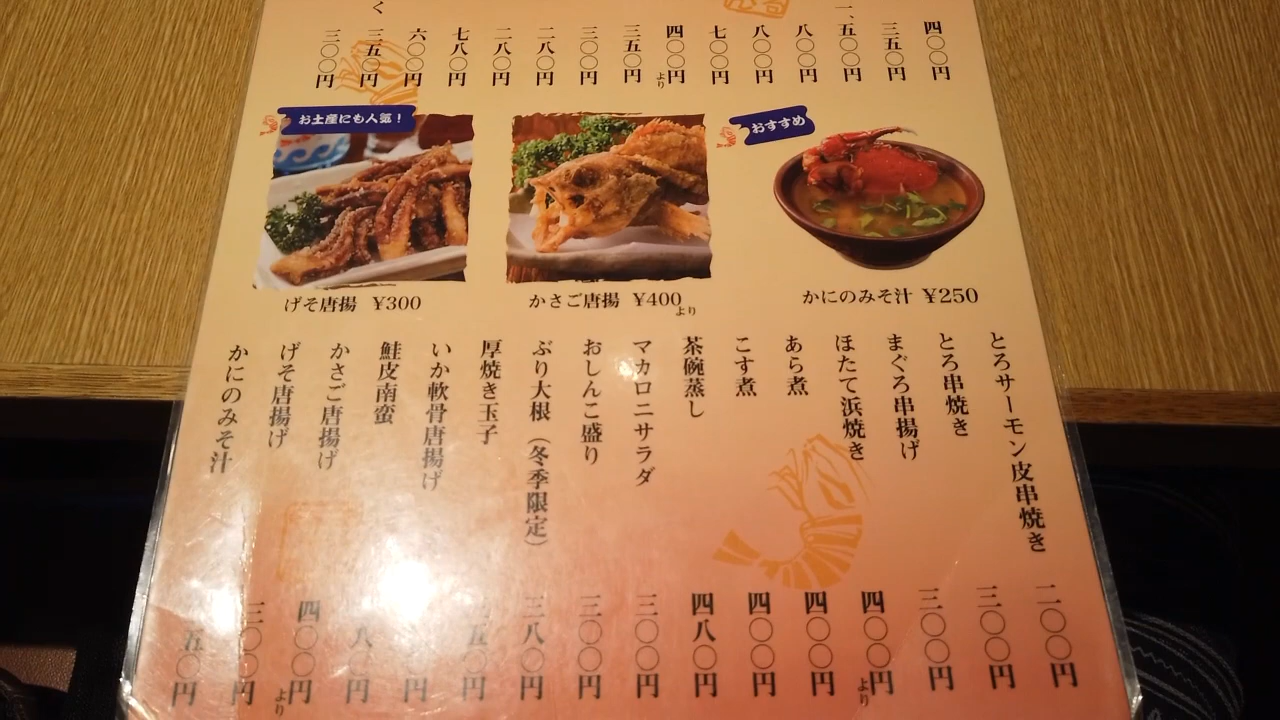 く
四〇〇円
三五〇円
一、五〇〇円
八〇〇円
八〇〇円
七〇〇円
四〇〇円より
三五〇円
三〇〇円
二八〇円
二八〇円
七八〇円
六〇〇円
三五〇円
三〇〇円
お土産にも人気!
おすすめ
げそ唐揚 ¥300
かさご唐揚 ¥400より
かにのみそ汁 ¥250
とろサーモン皮串焼き 二〇〇円
とろ串焼き 三〇〇円
まぐろ串揚げ 三〇〇円
ほたて浜焼き 四〇〇円より
あら煮 四〇〇円
こす煮 四〇〇円
茶碗蒸し 四八〇円
マカロニサラダ 三〇〇円
おしんこ盛り 三〇〇円
ぶり大根(冬季限定) 三八〇円
厚焼き玉子 五〇円
いか軟骨唐揚げ 円
鮭皮南蛮 八〇円
かさご唐揚げ 四〇〇円より
げそ唐揚げ 三〇〇円
かにのみそ汁 五〇円